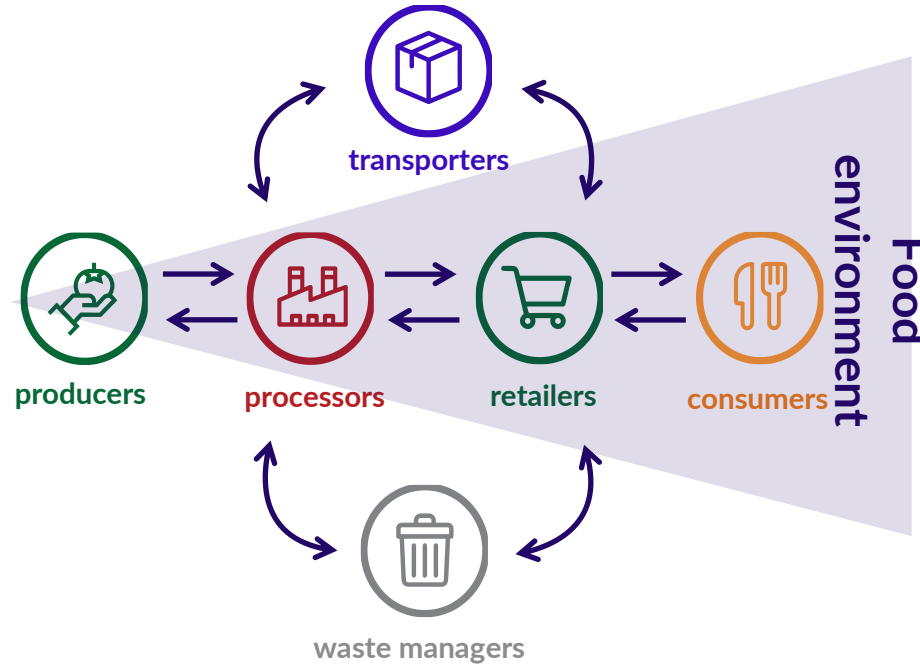 transporters
producers
processors
retailers
consumers
Food
environment
waste managers